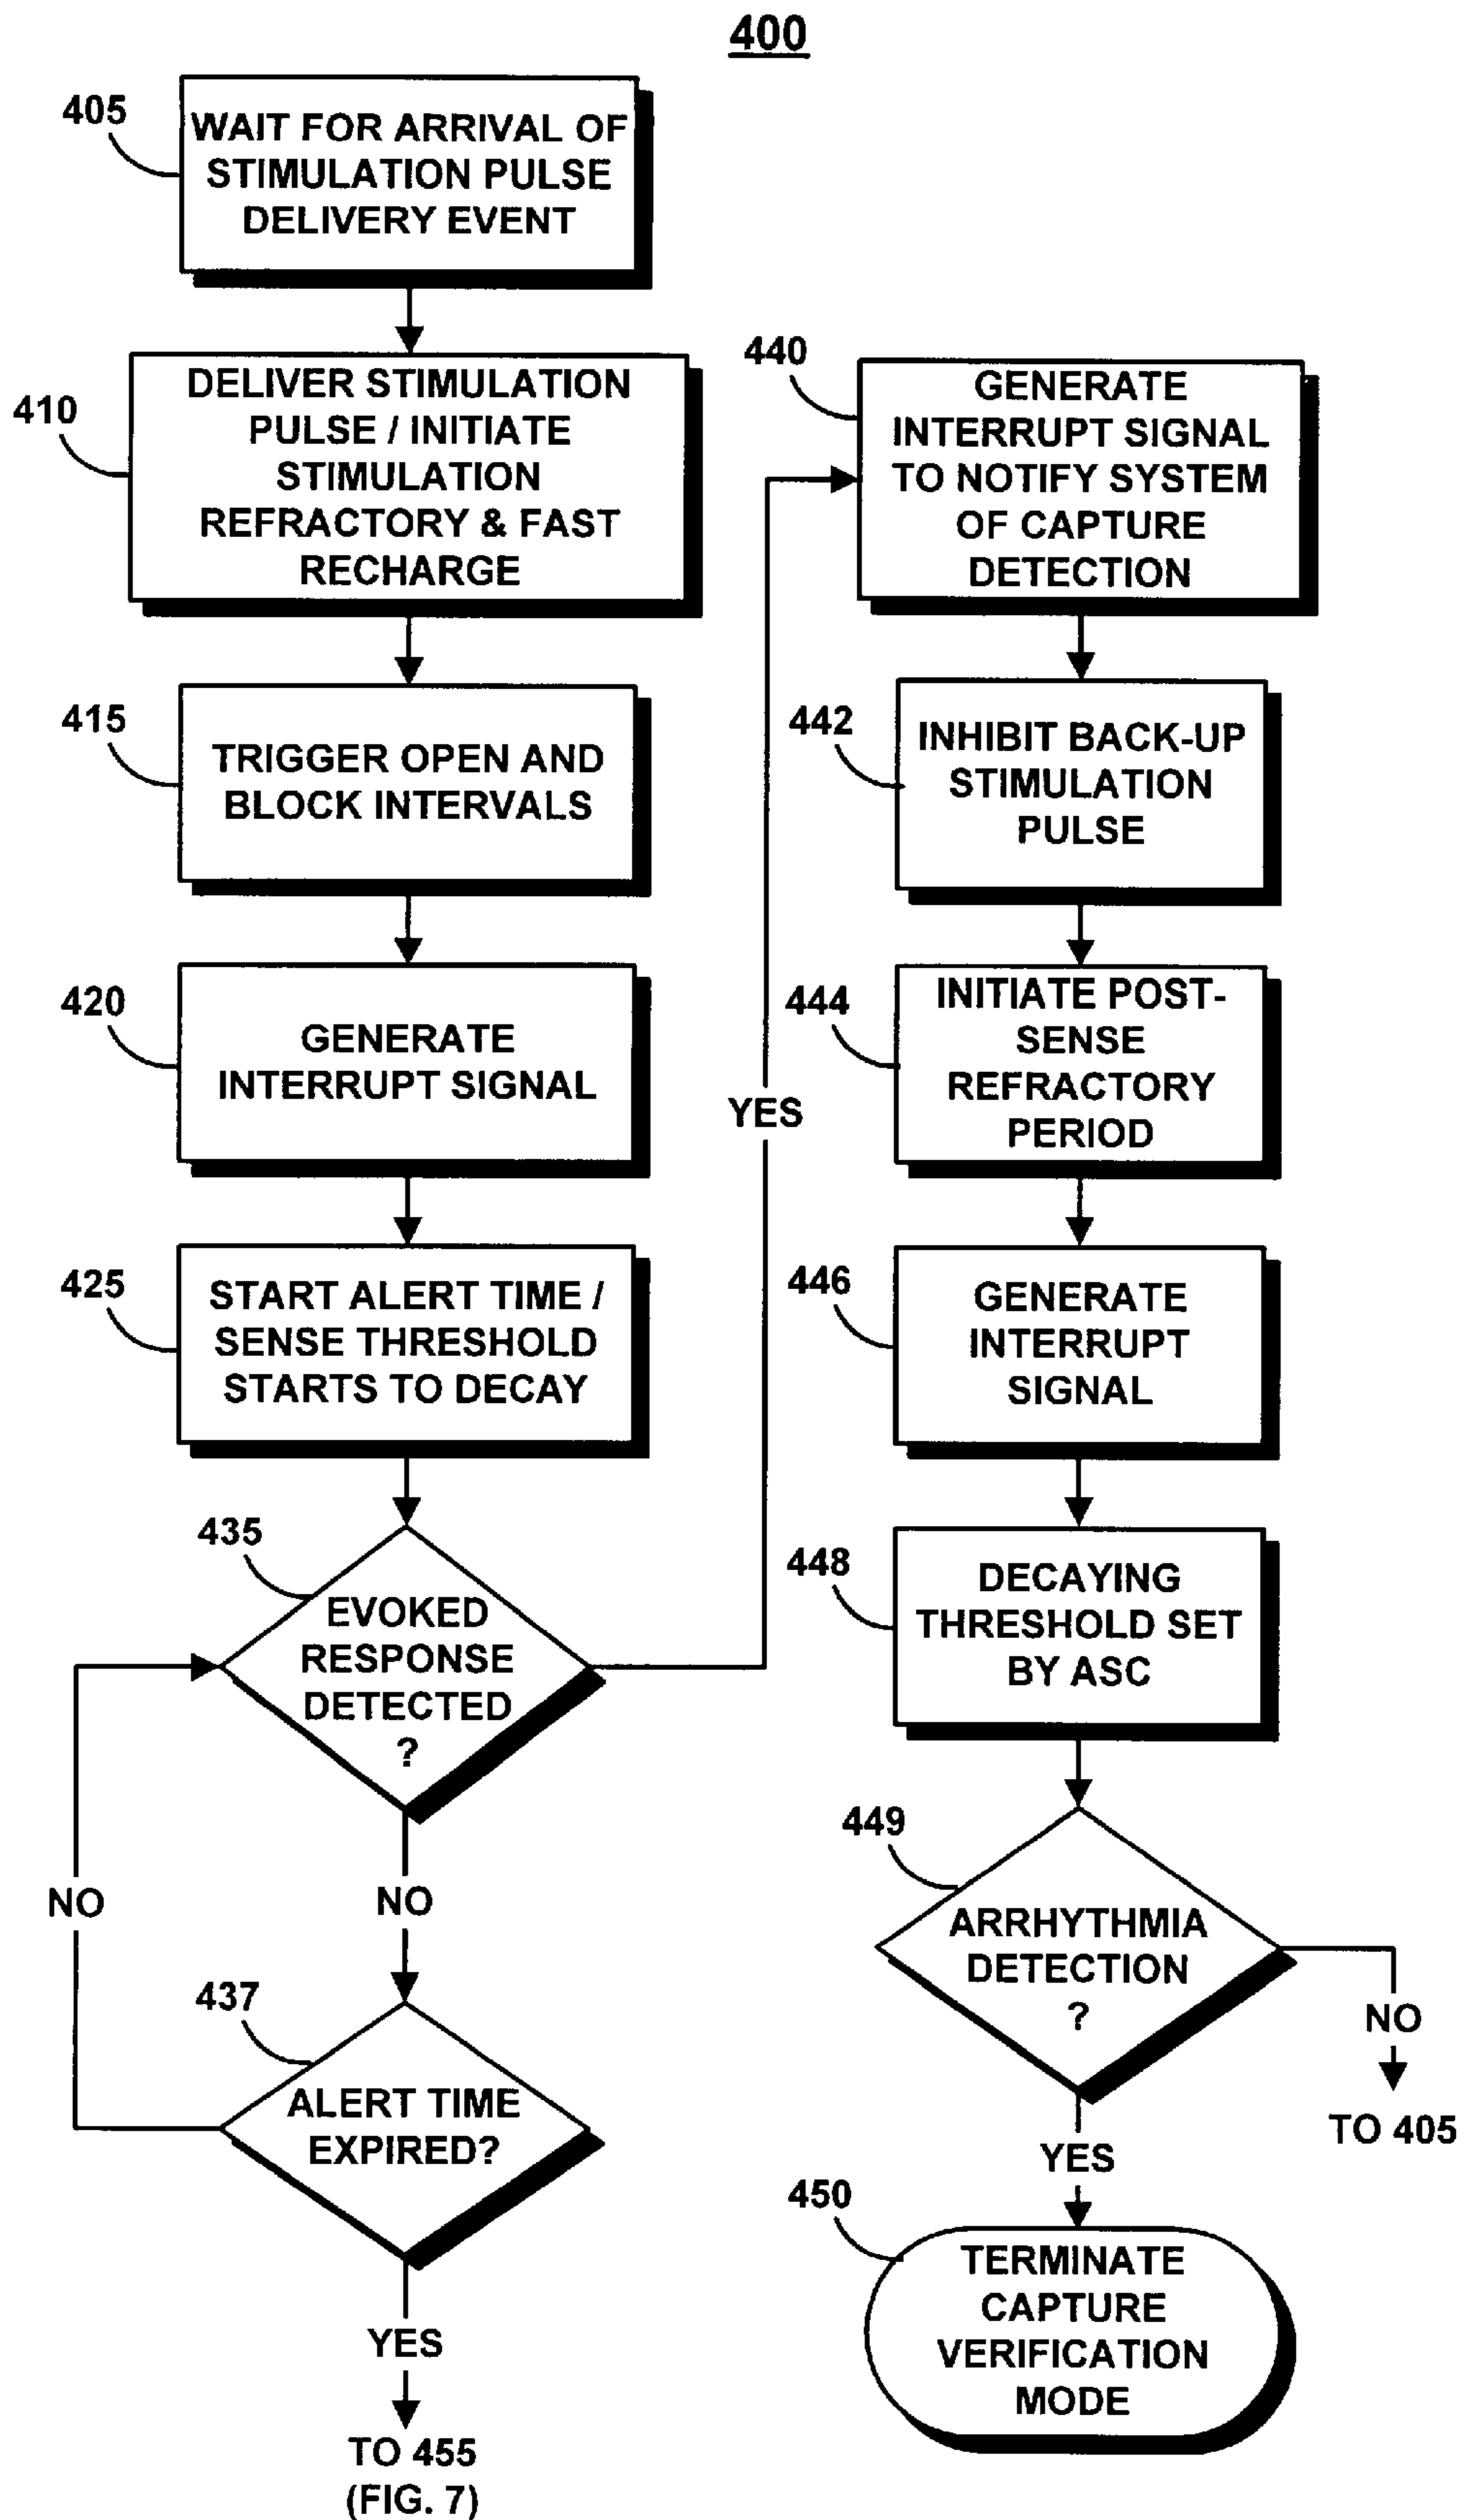 400
405
WAIT FOR ARRIVAL OF
STIMULATION PULSE
DELIVERY EVENT
410
DELIVER STIMULATION
PULSE / INITIATE
STIMULATION
REFRACTORY & FAST
RECHARGE
415
TRIGGER OPEN AND
BLOCK INTERVALS
420
GENERATE
INTERRUPT SIGNAL
425
START ALERT TIME /
SENSE THRESHOLD
STARTS TO DECAY
435
EVOKED
RESPONSE
DETECTED
?
NO
NO
437
ALERT TIME
EXPIRED?
YES
TO 455
(FIG. 7)
YES
440
GENERATE
INTERRUPT SIGNAL
TO NOTIFY SYSTEM
OF CAPTURE
DETECTION
442
INHIBIT BACK-UP
STIMULATION
PULSE
444
INITIATE POST-
SENSE
REFRACTORY
PERIOD
446
GENERATE
INTERRUPT
SIGNAL
448
DECAYING
THRESHOLD SET
BY ASC
449
ARRHYTHMIA
DETECTION
?
NO
TO 405
YES
450
TERMINATE
CAPTURE
VERIFICATION
MODE